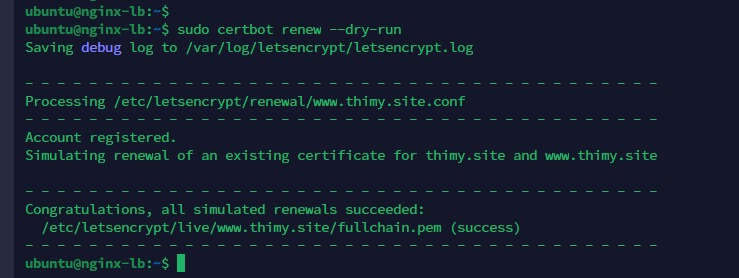 ubuntu@nginx-lb:~$
ubuntu@nginx-lb:~$ sudo certbot renew --dry-run
Saving debug log to /var/log/letsencrypt/letsencrypt.log
- - - - - - - - - - - - - - - - - - - - - - - - - - - - - - - - - - - - - - - -
Processing /etc/letsencrypt/renewal/www.thimy.site.conf
- - - - - - - - - - - - - - - - - - - - - - - - - - - - - - - - - - - - - - - -
Account registered.
Simulating renewal of an existing certificate for thimy.site and www.thimy.site
- - - - - - - - - - - - - - - - - - - - - - - - - - - - - - - - - - - - - - - -
Congratulations, all simulated renewals succeeded:
  /etc/letsencrypt/live/www.thimy.site/fullchain.pem (success)
- - - - - - - - - - - - - - - - - - - - - - - - - - - - - - - - - - - - - - - -
ubuntu@nginx-lb:~$